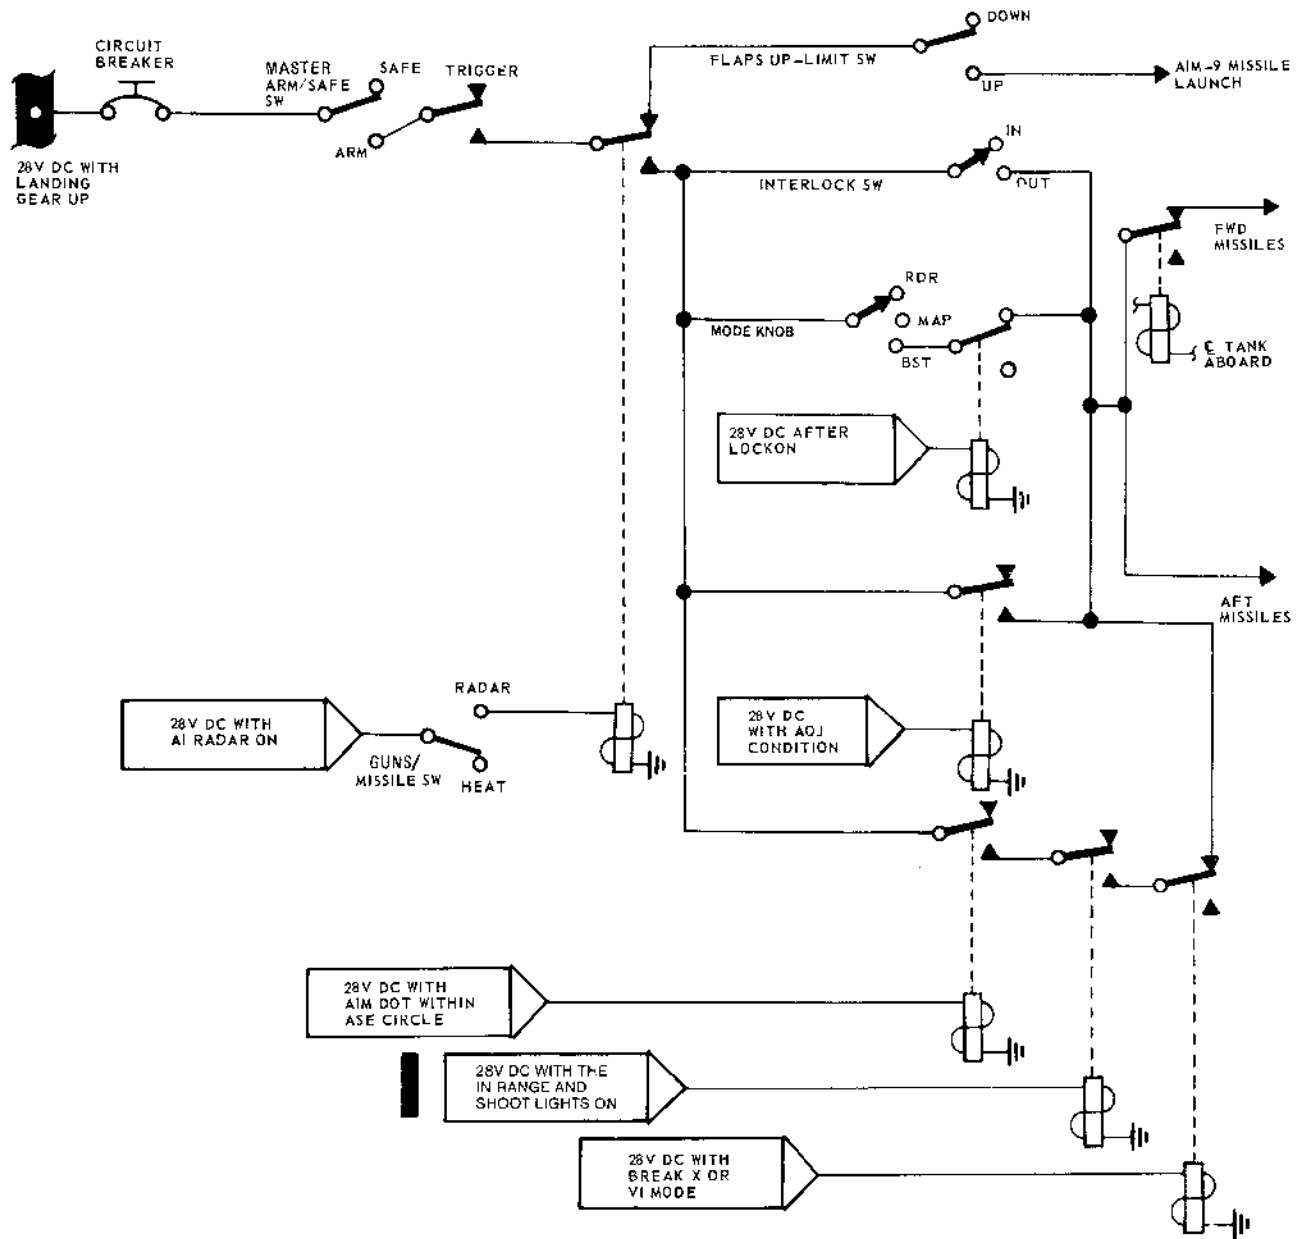 DOWN
CIRCUIT
BREAKER
FLAPS UP-LIMIT SW
MASTER
ARM/SAFE
SW
SAFE
TRIGGER
UP
AIM-9 MISSILE
LAUNCH
ARM
IN
28V DC WITH
LANDING
GEAR UP
INTERLOCK SW
OUT
FWD
MISSILES
RDR
MODE KNOB
MAP
BST
℄ TANK
ABOARD
28V DC AFTER
LOCKON
AFT
MISSILES
RADAR
28V DC WITH
AI RADAR ON
GUNS/
MISSILE SW
HEAT
28V DC
WITH AOJ
CONDITION
28V DC WITH
AIM DOT WITHIN
ASE CIRCLE
28V DC WITH THE
IN RANGE AND
SHOOT LIGHTS ON
28V DC WITH
BREAK X OR
VI MODE